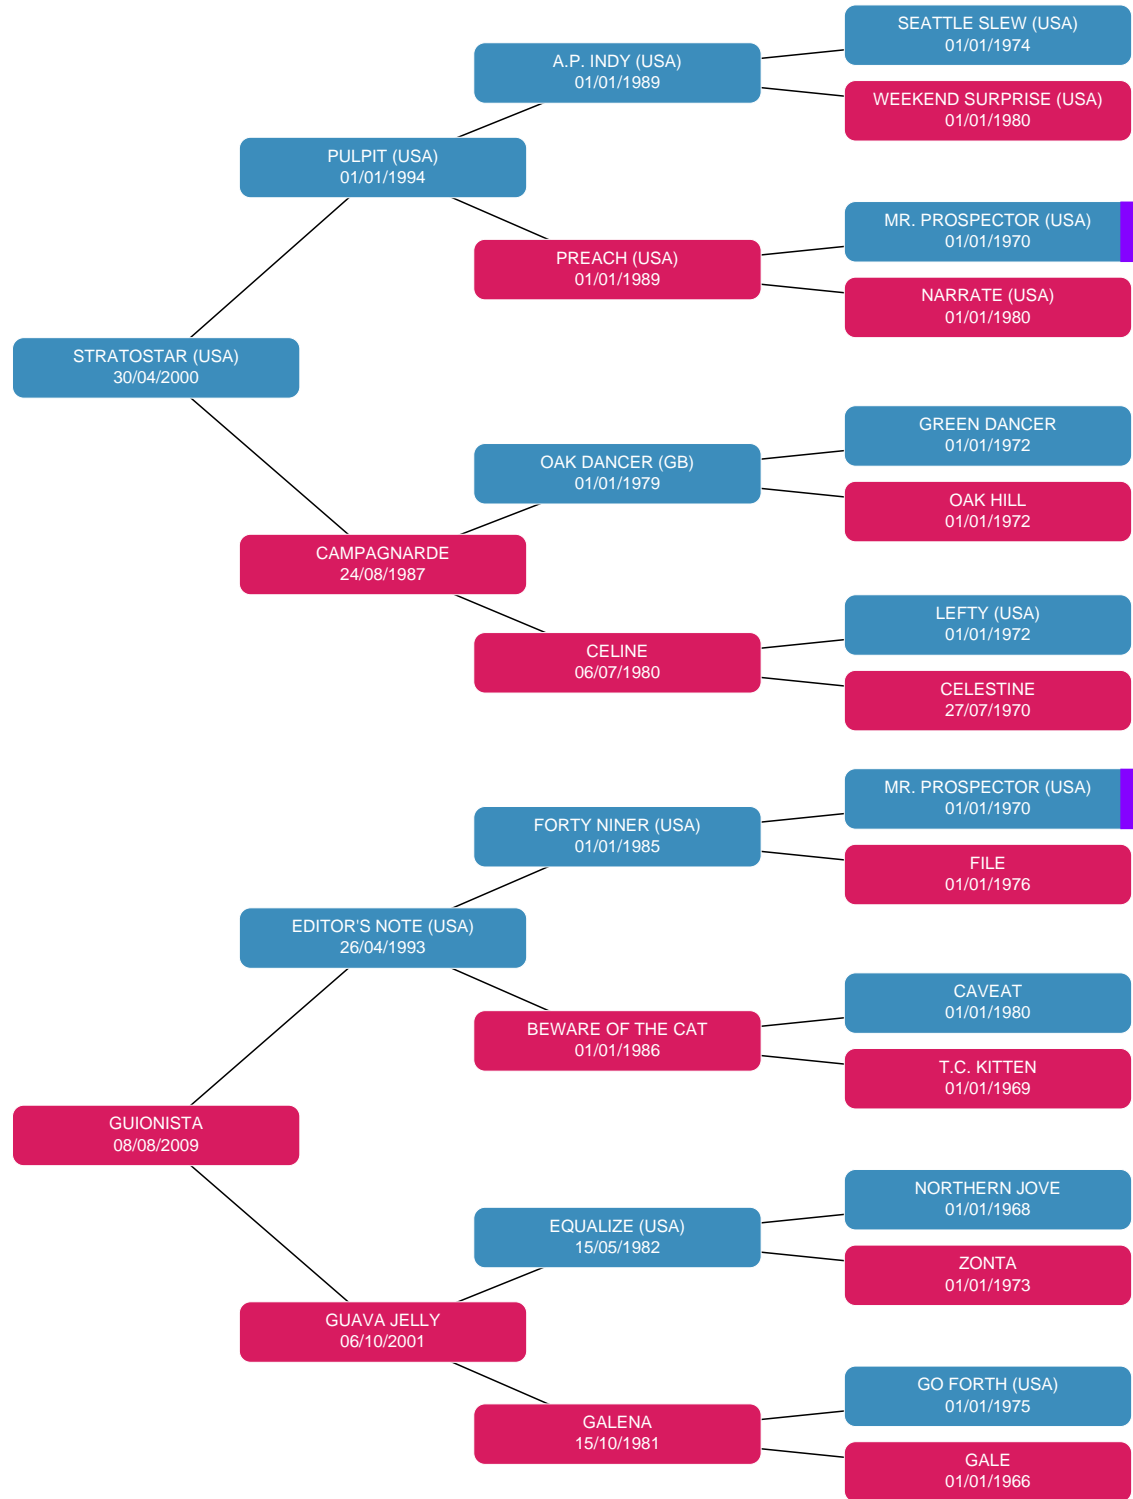 SEATTLE SLEW (USA)
01/01/1974
A.P. INDY (USA)
01/01/1989
WEEKEND SURPRISE (USA)
01/01/1980
PULPIT (USA)
01/01/1994
MR. PROSPECTOR (USA)
01/01/1970
PREACH (USA)
01/01/1989
NARRATE (USA)
01/01/1980
STRATOSTAR (USA)
30/04/2000
GREEN DANCER
01/01/1972
OAK DANCER (GB)
01/01/1979
OAK HILL
01/01/1972
CAMPAGNARDE
24/08/1987
LEFTY (USA)
01/01/1972
CELINE
06/07/1980
CELESTINE
27/07/1970
MR. PROSPECTOR (USA)
01/01/1970
FORTY NINER (USA)
01/01/1985
FILE
01/01/1976
EDITOR'S NOTE (USA)
26/04/1993
CAVEAT
01/01/1980
BEWARE OF THE CAT
01/01/1986
T.C. KITTEN
01/01/1969
GUIONISTA
08/08/2009
NORTHERN JOVE
01/01/1968
EQUALIZE (USA)
15/05/1982
ZONTA
01/01/1973
GUAVA JELLY
06/10/2001
GO FORTH (USA)
01/01/1975
GALENA
15/10/1981
GALE
01/01/1966